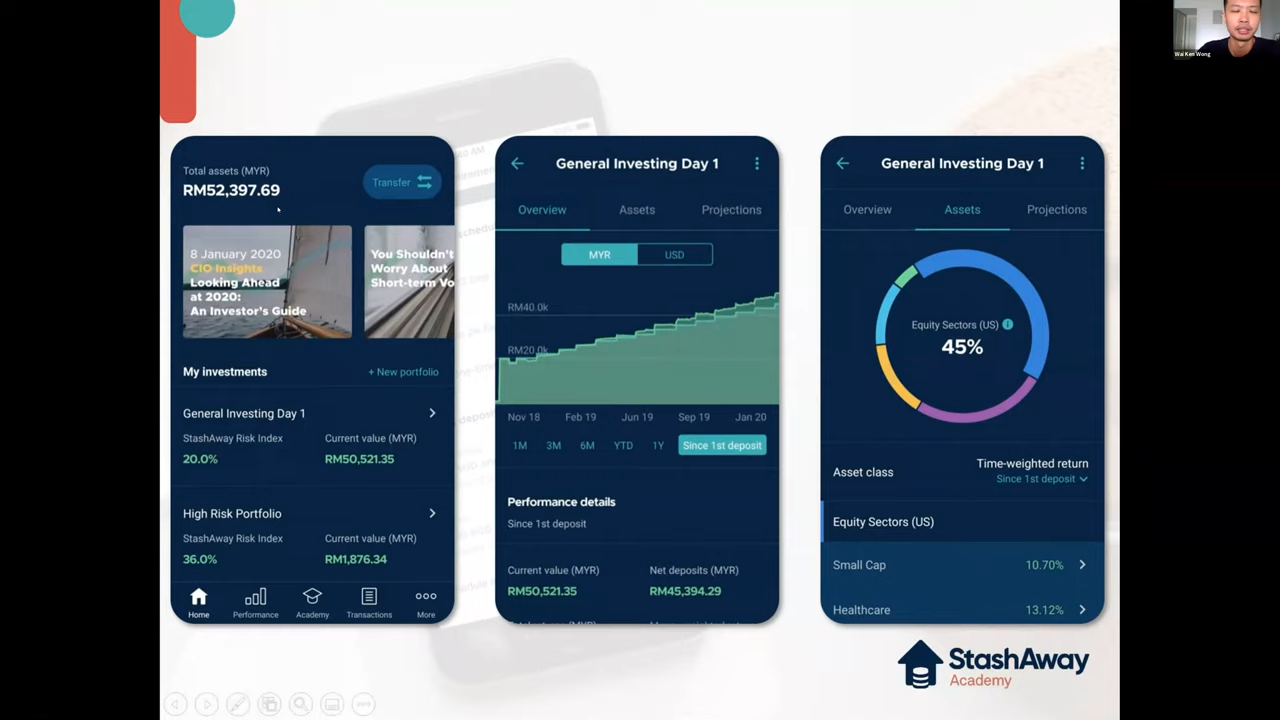 Wai Ken Wong
Total assets (MYR)
RM52,397.69
Transfer
8 January 2020
CIO Insights
Looking Ahead
at 2020:
An Investor's Guide
You Shouldn't
Worry About
Short-term Vo
My investments
+ New portfolio
General Investing Day 1
StashAway Risk Index
Current value (MYR)
20.0%
RM50,521.35
High Risk Portfolio
StashAway Risk Index
Current value (MYR)
36.0%
RM1,876.34
Home
Performance
Academy
Transactions
More
General Investing Day 1
Overview
Assets
Projections
MYR
USD
RM40.0k
RM20.0k
Nov 18
Feb 19
Jun 19
Sep 19
Jan 20
1M
3M
6M
YTD
1Y
Since 1st deposit
Performance details
Since 1st deposit
Current value (MYR)
Net deposits (MYR)
RM50,521.35
RM45,394.29
General Investing Day 1
Overview
Assets
Projections
Equity Sectors (US)
45%
Asset class
Time-weighted return
Since 1st deposit
Equity Sectors (US)
Small Cap
10.70%
Healthcare
13.12%
StashAway
Academy